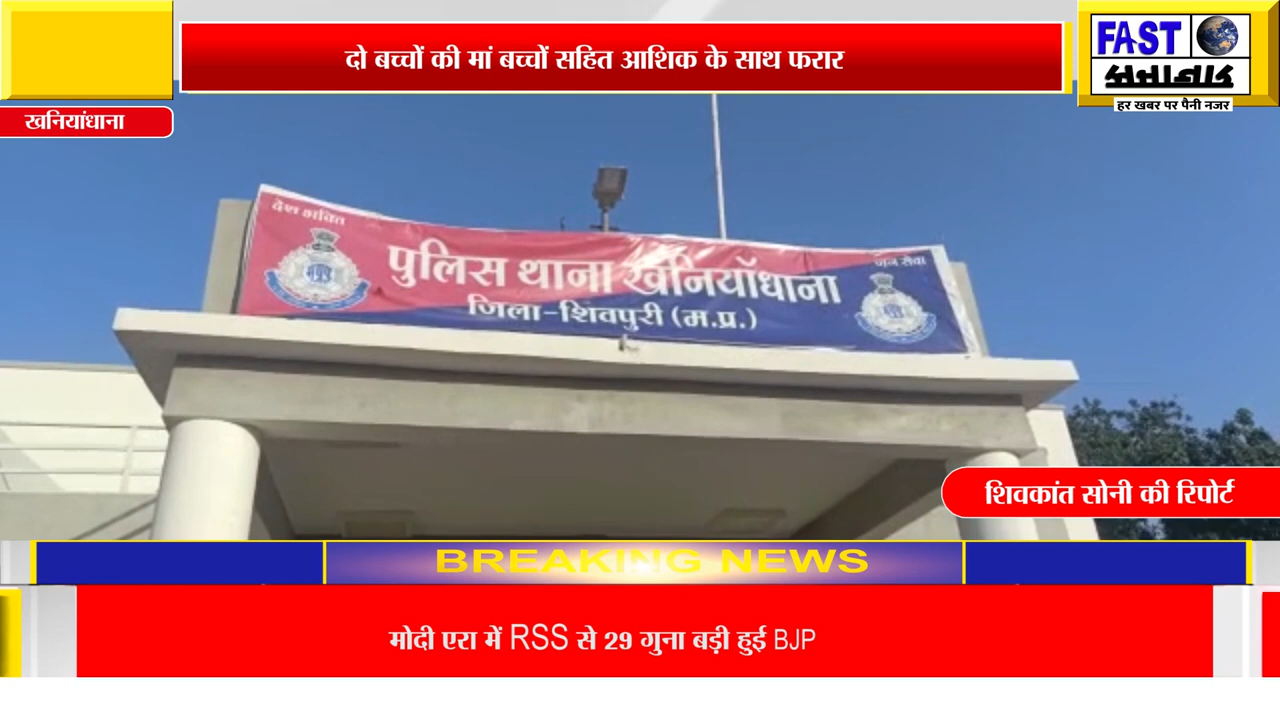 दो बच्चों की मां बच्चों सहित आशिक के साथ फरार
FAST
समाचार
हर खबर पर पैनी नजर
खनियांधाना
देश भक्ति
जन सेवा
पुलिस थाना खनियाँधाना
जिला-शिवपुरी (म.प्र.)
शिवकांत सोनी की रिपोर्ट
BREAKING NEWS
मोदी एरा में RSS से 29 गुना बड़ी हुई BJP